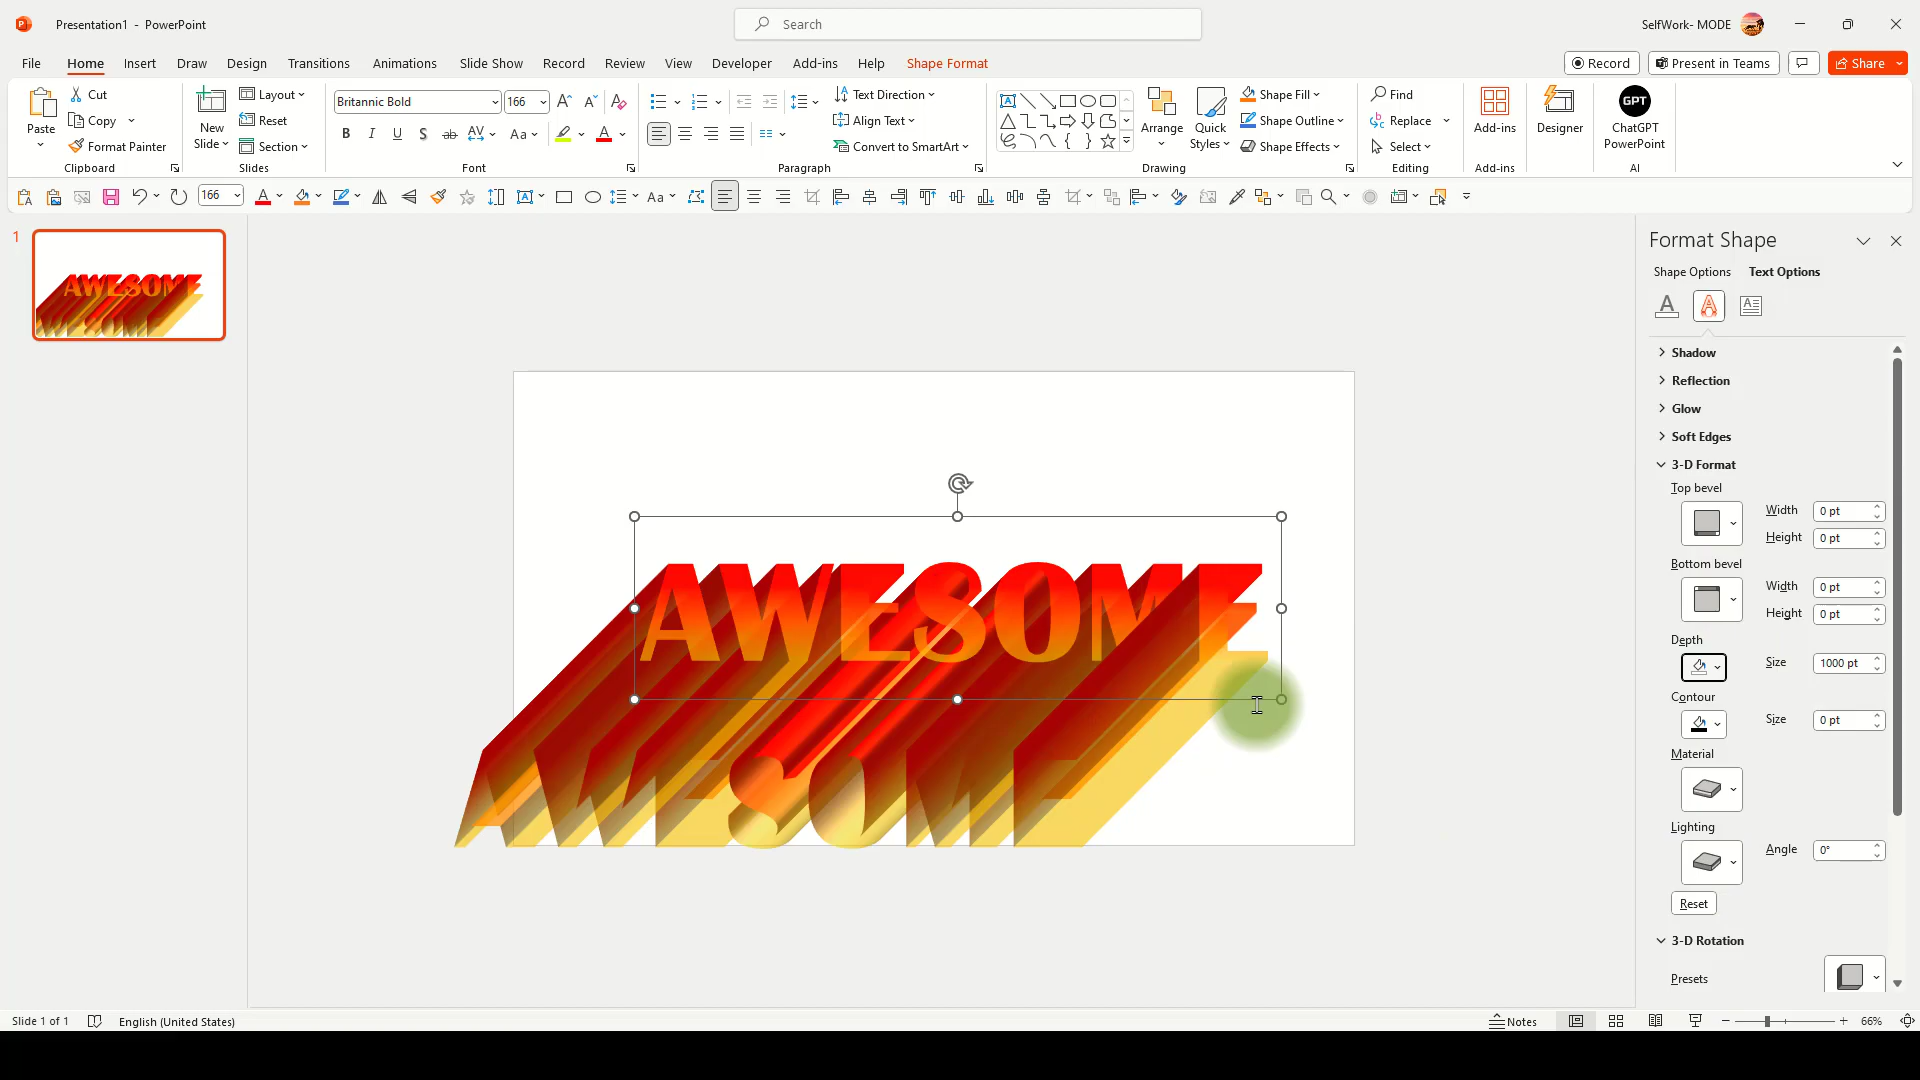 Presentation1 - PowerPoint
Search
SelfWork- MODE
File Home Insert Draw Design Transitions Animations Slide Show Record Review View Developer Add-ins Help Shape Format
Record Present in Teams Share
Paste
Cut
Copy
Format Painter
Clipboard
New Slide
Layout
Reset
Section
Slides
Britannic Bold 166
Font
Text Direction
Align Text
Convert to SmartArt
Paragraph
Arrange
Quick Styles
Shape Fill
Shape Outline
Shape Effects
Drawing
Find
Replace
Select
Editing
Add-ins
Add-ins
Designer
GPT
ChatGPT PowerPoint
AI
166
1
AWESOME
AWESOME
Format Shape
Shape Options Text Options
Shadow
Reflection
Glow
Soft Edges
3-D Format
Top bevel
Width 0 pt
Height 0 pt
Bottom bevel
Width 0 pt
Height 0 pt
Depth
Size 1000 pt
Contour
Size 0 pt
Material
Lighting
Angle 0°
Reset
3-D Rotation
Presets
Slide 1 of 1 English (United States) Notes 66%